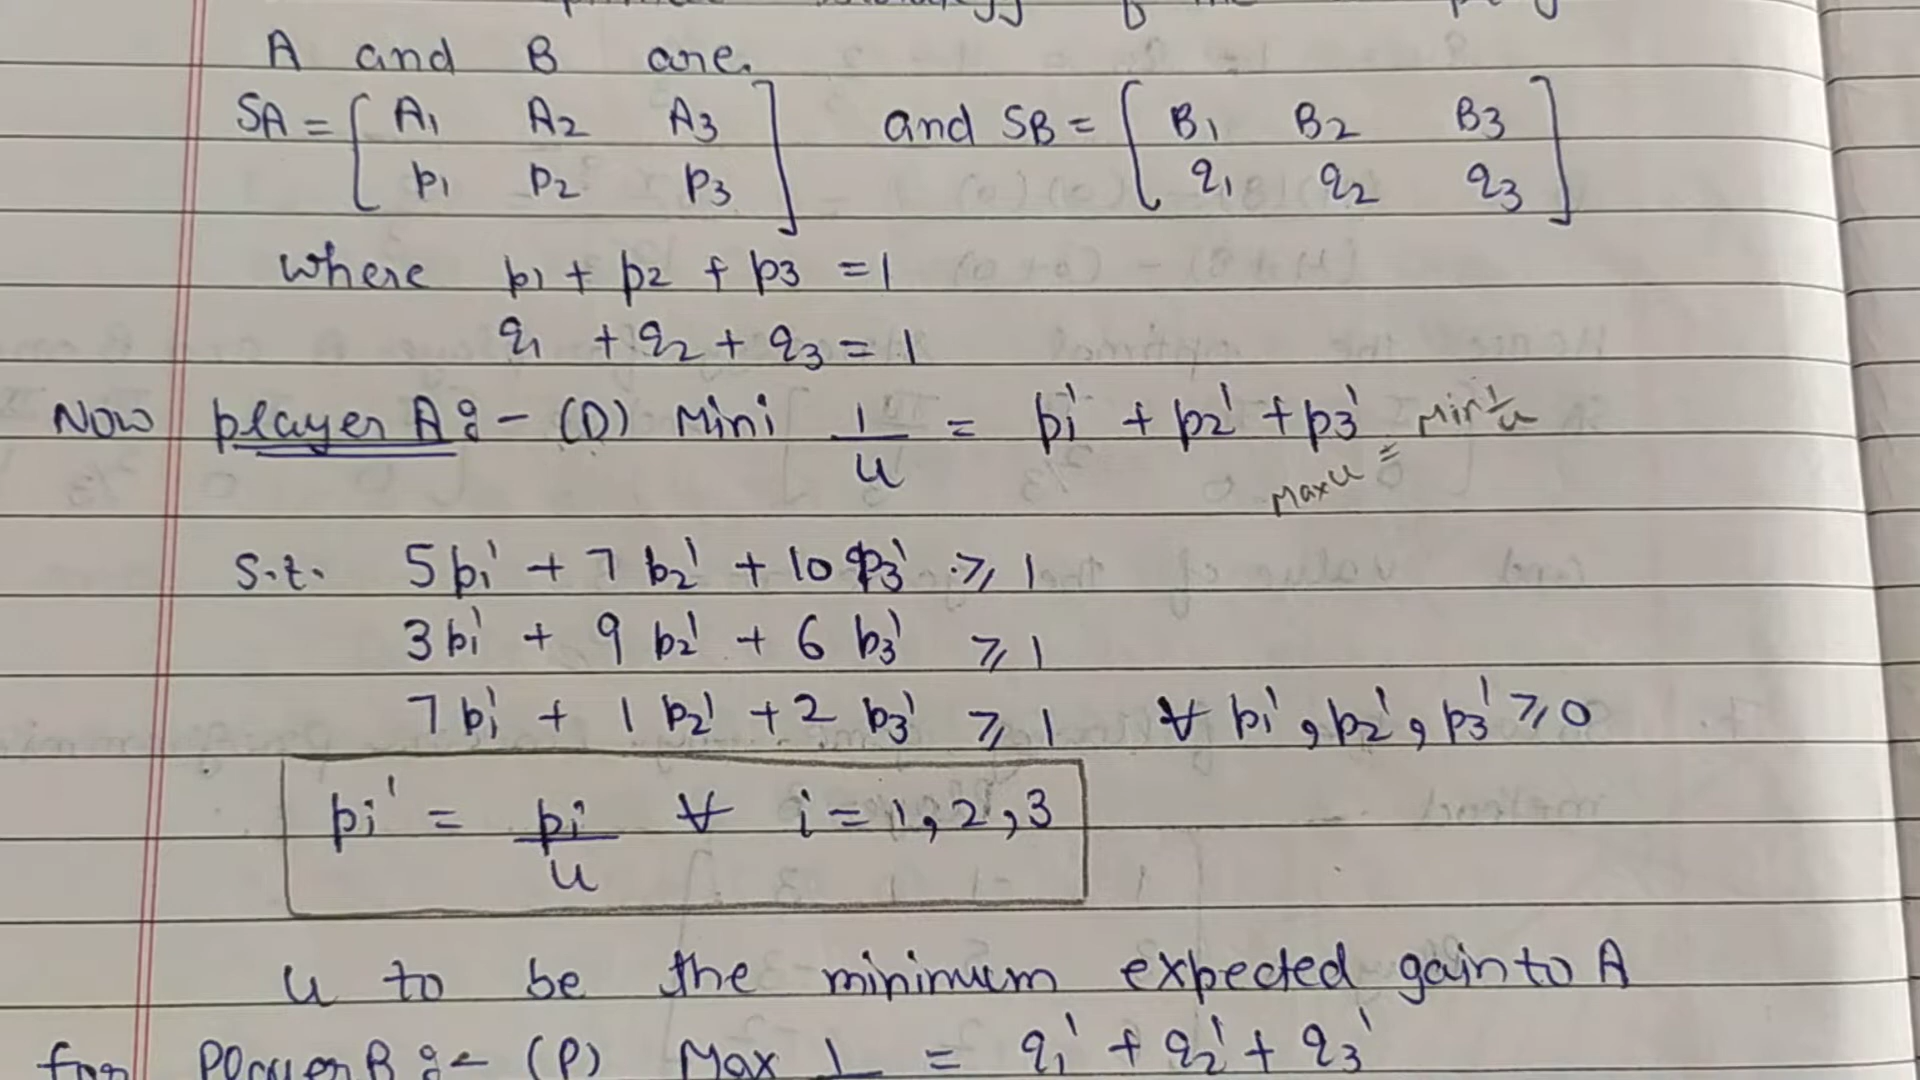 A and B are.
SA = [ A1 A2 A3 ] and SB = [ B1 B2 B3 ]
p1 p2 p3 q1 q2 q3
where p1 + p2 + p3 = 1
q1 + q2 + q3 = 1
Now player A :- (D) Mini 1/u = p1' + p2' + p3' Min 1/u
Max u =
s.t. 5p1' + 7p2' + 10p3' ≥ 1
3p1' + 9p2' + 6p3' ≥ 1
7p1' + 1p2' + 2p3' ≥ 1 ∀ p1', p2', p3' ≥ 0
pi' = pi/u ∀ i = 1, 2, 3
u to be the minimum expected gain to A
for Player B :- (P) Max 1 = q1' + q2' + q3'